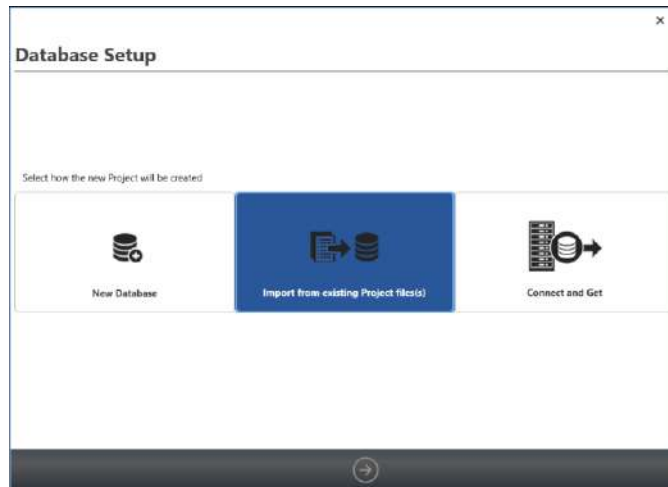 Database Setup
Select how the new Project will be created
New Database
Import from existing Project files(s)
Connect and Get